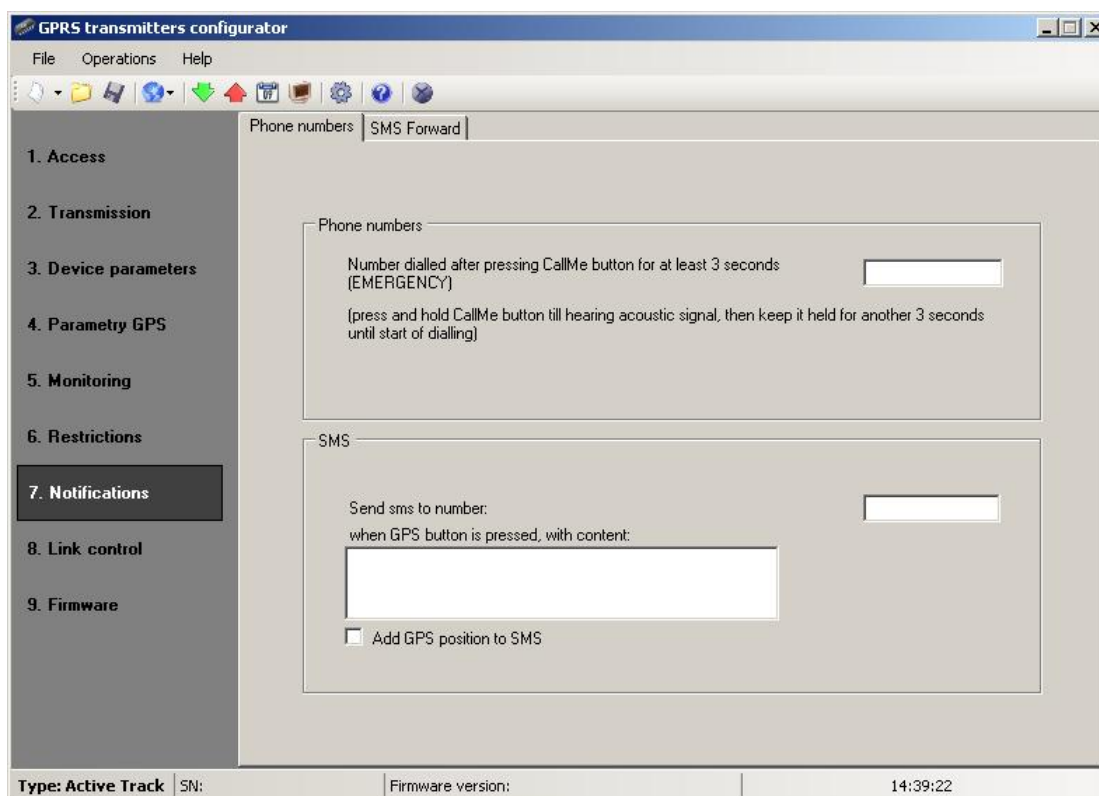 GPRS transmitters configurator
File Operations Help
Phone numbers SMS Forward
1. Access
2. Transmission
3. Device parameters
4. Parametry GPS
5. Monitoring
6. Restrictions
7. Notifications
8. Link control
9. Firmware
Phone numbers
Number dialled after pressing CallMe button for at least 3 seconds
(EMERGENCY)
(press and hold CallMe button till hearing acoustic signal, then keep it held for another 3 seconds
until start of dialling)
SMS
Send sms to number:
when GPS button is pressed, with content:
Add GPS position to SMS
Type: Active Track SN: Firmware version: 14:39:22